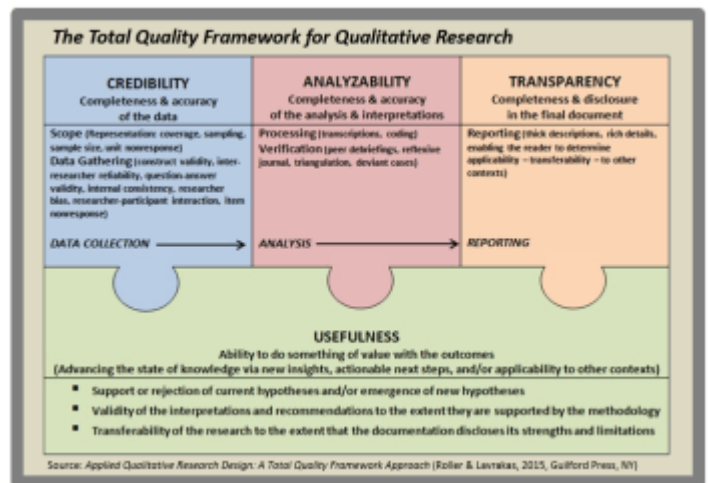 The Total Quality Framework for Qualitative Research
CREDIBILITY
Completeness & accuracy
of the data
Scope (Representation: coverage, sampling,
sample size, unit nonresponse)
Data Gathering (construct validity, inter-
researcher reliability, question-answer
validity, internal consistency, researcher
bias, researcher-participant interaction, item
nonresponse)
DATA COLLECTION
ANALYZABILITY
Completeness & accuracy
of the analysis & interpretations
Processing (transcriptions, coding)
Verification (peer debriefings, reflexive
journal, triangulation, deviant cases)
ANALYSIS
TRANSPARENCY
Completeness & disclosure
in the final document
Reporting (thick descriptions, rich details,
enabling the reader to determine
applicability – transferability – to other
contexts)
REPORTING
USEFULNESS
Ability to do something of value with the outcomes
(Advancing the state of knowledge via new insights, actionable next steps, and/or applicability to other contexts)
▪ Support or rejection of current hypotheses and/or emergence of new hypotheses
▪ Validity of the interpretations and recommendations to the extent they are supported by the methodology
▪ Transferability of the research to the extent that the documentation discloses its strengths and limitations
Source: Applied Qualitative Research Design: A Total Quality Framework Approach (Roller & Lavrakas, 2015, Guilford Press, NY)